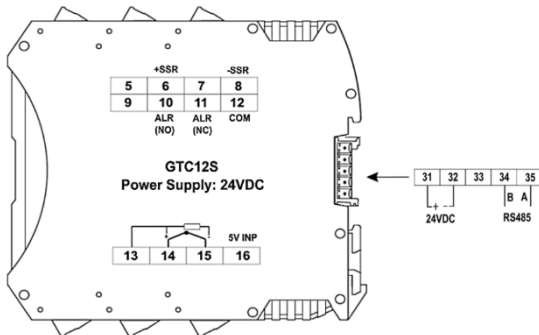 +SSR -SSR
5 6 7 8
9 10 11 12
ALR (NO) ALR (NC) COM
GTC12S
Power Supply: 24VDC
5V INP
13 14 15 16
31 32 33 34 35
+ - B A
24VDC RS485